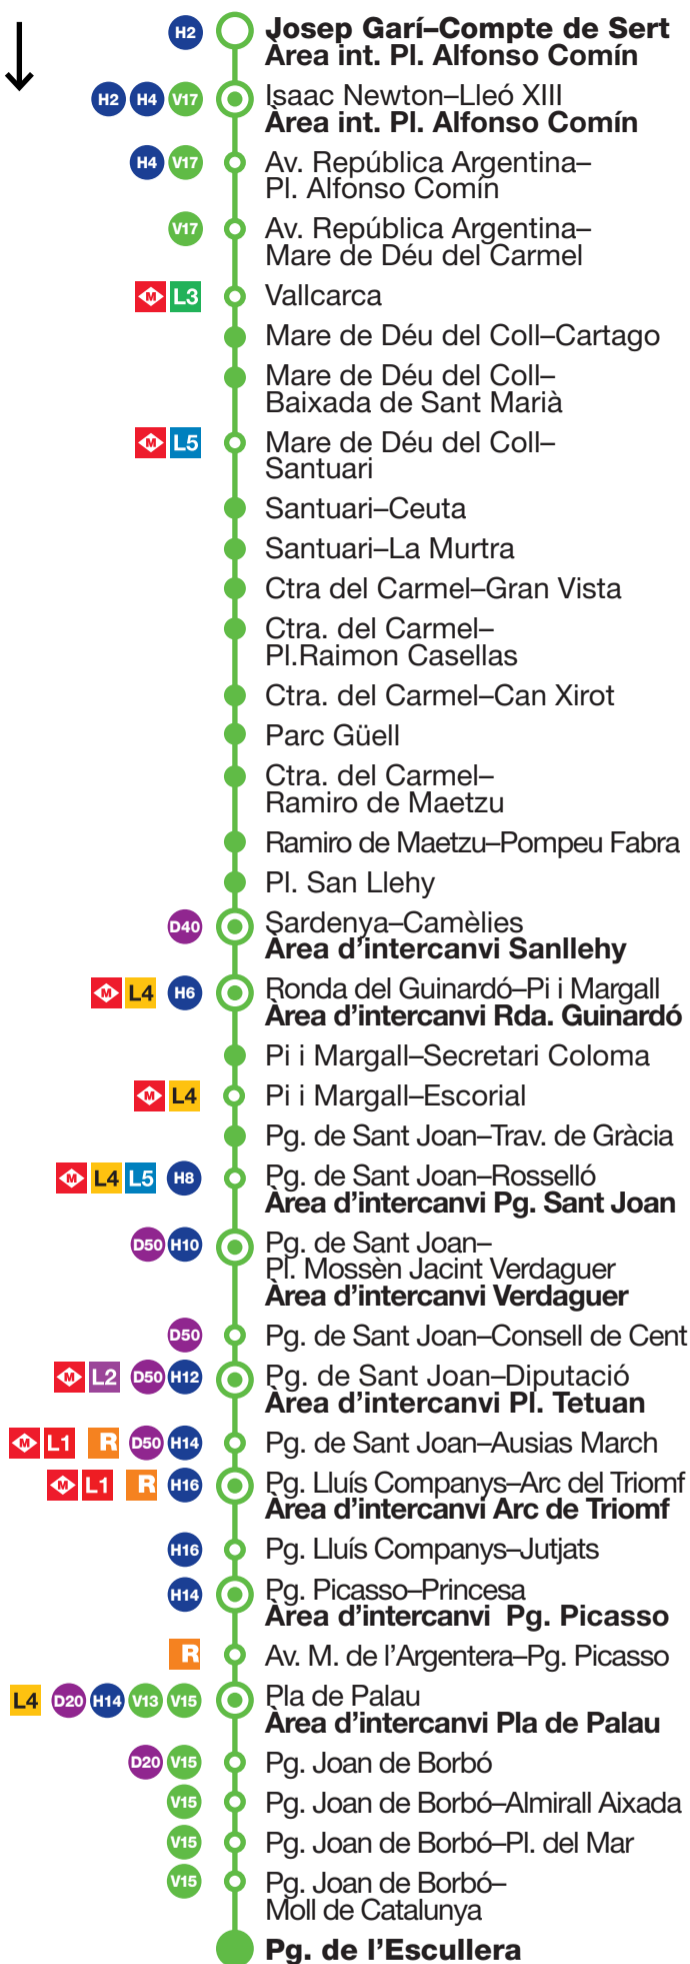 H2 Josep Garí–Compte de Sert
Àrea int. Pl. Alfonso Comín
H2 H4 V17 Isaac Newton–Lleó XIII
Àrea int. Pl. Alfonso Comín
H4 V17 Av. República Argentina–
Pl. Alfonso Comín
V17 Av. República Argentina–
Mare de Déu del Carmel
M L3 Vallcarca
Mare de Déu del Coll–Cartago
Mare de Déu del Coll–
Baixada de Sant Marià
M L5 Mare de Déu del Coll–
Santuari
Santuari–Ceuta
Santuari–La Murtra
Ctra del Carmel–Gran Vista
Ctra. del Carmel–
Pl.Raimon Casellas
Ctra. del Carmel–Can Xirot
Parc Güell
Ctra. del Carmel–
Ramiro de Maetzu
Ramiro de Maetzu–Pompeu Fabra
Pl. San Llehy
D40 Sardenya–Camèlies
Àrea d'intercanvi Sanllehy
M L4 H6 Ronda del Guinardó–Pi i Margall
Àrea d'intercanvi Rda. Guinardó
Pi i Margall–Secretari Coloma
M L4 Pi i Margall–Escorial
Pg. de Sant Joan–Trav. de Gràcia
M L4 L5 H8 Pg. de Sant Joan–Rosselló
Àrea d'intercanvi Pg. Sant Joan
D50 H10 Pg. de Sant Joan–
Pl. Mossèn Jacint Verdaguer
Àrea d'intercanvi Verdaguer
D50 Pg. de Sant Joan–Consell de Cent
M L2 D50 H12 Pg. de Sant Joan–Diputació
Àrea d'intercanvi Pl. Tetuan
M L1 R D50 H14 Pg. de Sant Joan–Ausias March
M L1 R H16 Pg. Lluís Companys–Arc del Triomf
Àrea d'intercanvi Arc de Triomf
H16 Pg. Lluís Companys–Jutjats
H14 Pg. Picasso–Princesa
Àrea d'intercanvi Pg. Picasso
R Av. M. de l'Argentera–Pg. Picasso
L4 D20 H14 V13 V15 Pla de Palau
Àrea d'intercanvi Pla de Palau
D20 V15 Pg. Joan de Borbó
V15 Pg. Joan de Borbó–Almirall Aixada
V15 Pg. Joan de Borbó–Pl. del Mar
V15 Pg. Joan de Borbó–
Moll de Catalunya
Pg. de l'Escullera